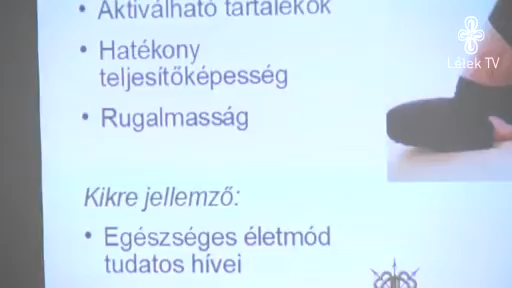 • Aktiválható tartalékok
• Hatékony
teljesítőképesség
• Rugalmasság
Kikre jellemző:
• Egészséges életmód
tudatos hívei
Lélek TV